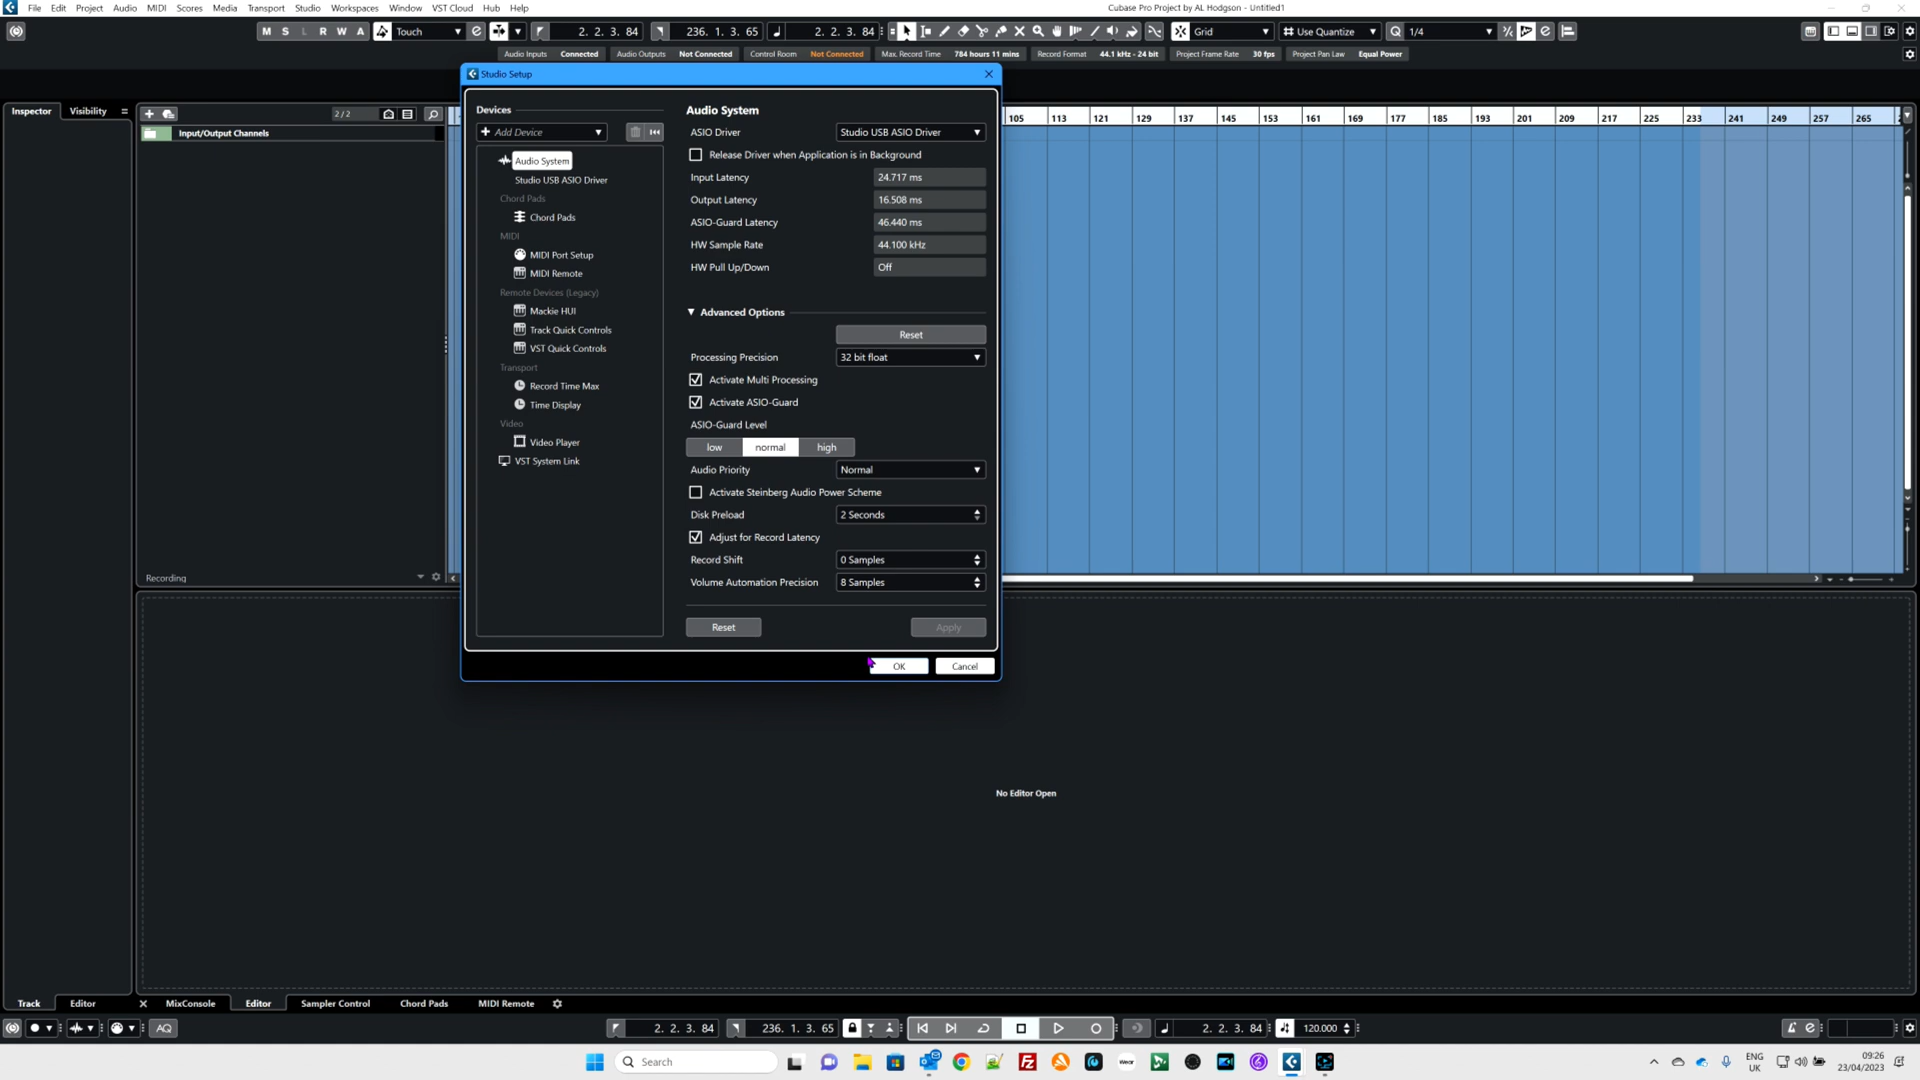 File Edit Project Audio MIDI Scores Media Transport Studio Workspaces Window VST Cloud Hub Help
Cubase Pro Project by AL Hodgson - Untitled1
M S L R W A Touch 2. 2. 3. 84 236. 1. 3. 65 2. 2. 3. 84 Grid Use Quantize Q 1/4
Audio Inputs Connected Audio Outputs Not Connected Control Room Not Connected Max. Record Time 784 hours 11 mins Record Format 44.1 kHz - 24 bit Project Frame Rate 30 fps Project Pan Law Equal Power
Studio Setup
Inspector Visibility
2/2
Input/Output Channels
105 113 121 129 137 145 153 161 169 177 185 193 201 209 217 225 233 241 249 257 265
Devices
Add Device
Audio System
Studio USB ASIO Driver
Chord Pads
Chord Pads
MIDI
MIDI Port Setup
MIDI Remote
Remote Devices (Legacy)
Mackie HUI
Track Quick Controls
VST Quick Controls
Transport
Record Time Max
Time Display
Video
Video Player
VST System Link
Audio System
ASIO Driver Studio USB ASIO Driver
Release Driver when Application is in Background
Input Latency 24.717 ms
Output Latency 16.508 ms
ASIO-Guard Latency 46.440 ms
HW Sample Rate 44.100 kHz
HW Pull Up/Down Off
Advanced Options
Reset
Processing Precision 32 bit float
Activate Multi Processing
Activate ASIO-Guard
ASIO-Guard Level
low normal high
Audio Priority Normal
Activate Steinberg Audio Power Scheme
Disk Preload 2 Seconds
Adjust for Record Latency
Record Shift 0 Samples
Volume Automation Precision 8 Samples
Reset Apply
OK Cancel
Recording
No Editor Open
Track Editor MixConsole Editor Sampler Control Chord Pads MIDI Remote
AQ 2. 2. 3. 84 236. 1. 3. 65 2. 2. 3. 84 120.000
Search
ENG
UK
09:26
23/04/2023